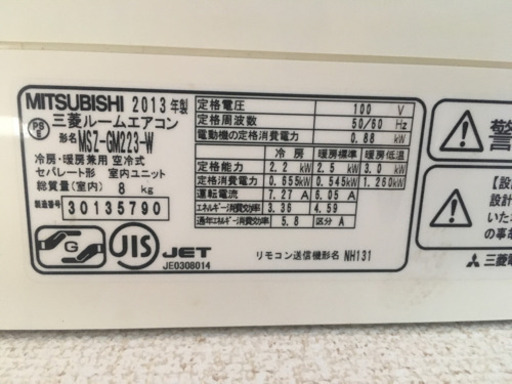 MITSUBISHI 2013年製
三菱ルームエアコン
形名 MSZ-GM223-W
冷房・暖房兼用 空冷式
セパレート形 室内ユニット
総質量(室内) 8 kg
製造番号 30135790
G JIS JET
JE0308014
定格電圧 100 V
定格周波数 50/60 Hz
電動機の定格消費電力 0.88 kW
冷房 暖房標準 暖房低温
定格能力 2.2 kW 2.5 kW 3.0 kW
定格消費電力 0.655kW 0.545kW 1.260kW
運転電流 7.27 A 6.05 A
エネルギー消費効率 3.36 4.59
通年エネルギー消費効率 5.8 区分 A
リモコン送信機形名 NH131
警
【設
設計
いたネ
の事
三菱電